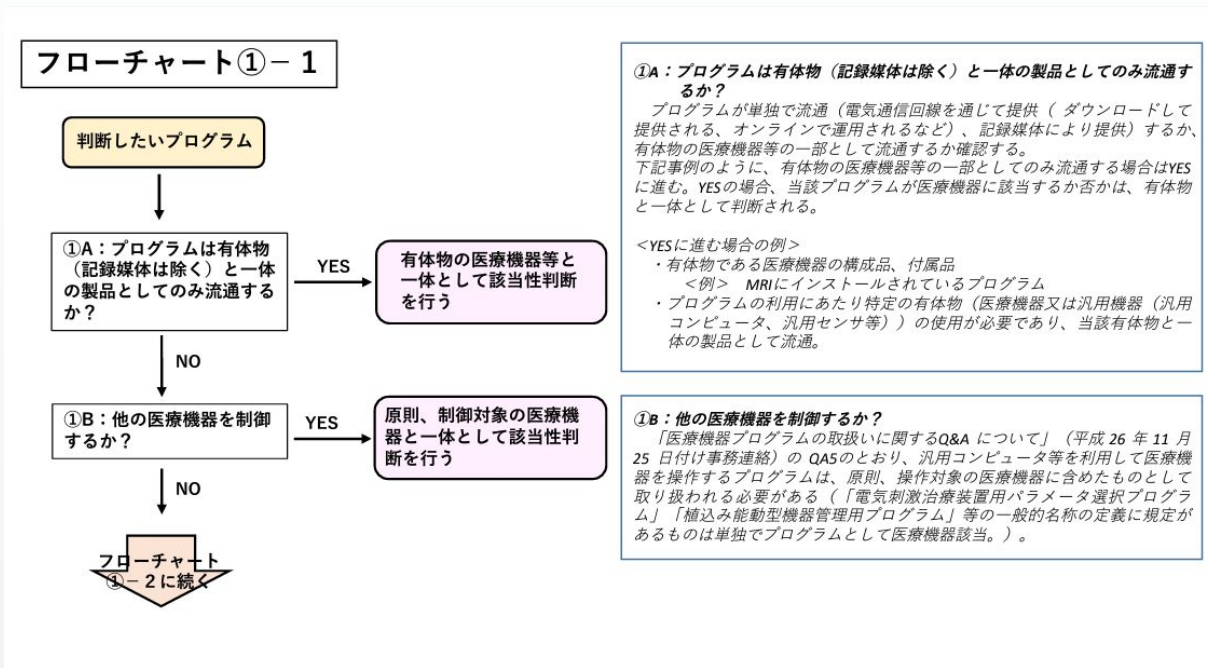 フローチャート①－１
判断したいプログラム
①A：プログラムは有体物
（記録媒体は除く）と一体
の製品としてのみ流通する
か？
YES
有体物の医療機器等と
一体として該当性判断
を行う
NO
①B：他の医療機器を制御
するか？
YES
原則、制御対象の医療機
器と一体として該当性判
断を行う
NO
フローチャート
①－２に続く
①A：プログラムは有体物（記録媒体は除く）と一体の製品としてのみ流通す
るか？
プログラムが単独で流通（電気通信回線を通じて提供（ ダウンロードして
提供される、オンラインで運用されるなど）、記録媒体により提供）するか、
有体物の医療機器等の一部として流通するか確認する。
下記事例のように、有体物の医療機器等の一部としてのみ流通する場合はYES
に進む。YESの場合、当該プログラムが医療機器に該当するか否かは、有体物
と一体として判断される。
＜YESに進む場合の例＞
・有体物である医療機器の構成品、付属品
＜例＞　MRIにインストールされているプログラム
・プログラムの利用にあたり特定の有体物（医療機器又は汎用機器（汎用
コンピュータ、汎用センサ等））の使用が必要であり、当該有体物と一
体の製品として流通。
①B：他の医療機器を制御するか？
「医療機器プログラムの取扱いに関するQ&A について」（平成 26 年 11 月
25 日付け事務連絡）の QA5のとおり、汎用コンピュータ等を利用して医療機
器を操作するプログラムは、原則、操作対象の医療機器に含めたものとして
取り扱われる必要がある（「電気刺激治療装置用パラメータ選択プログラ
ム」「植込み能動型機器管理用プログラム」等の一般的名称の定義に規定が
あるものは単独でプログラムとして医療機器該当。）。